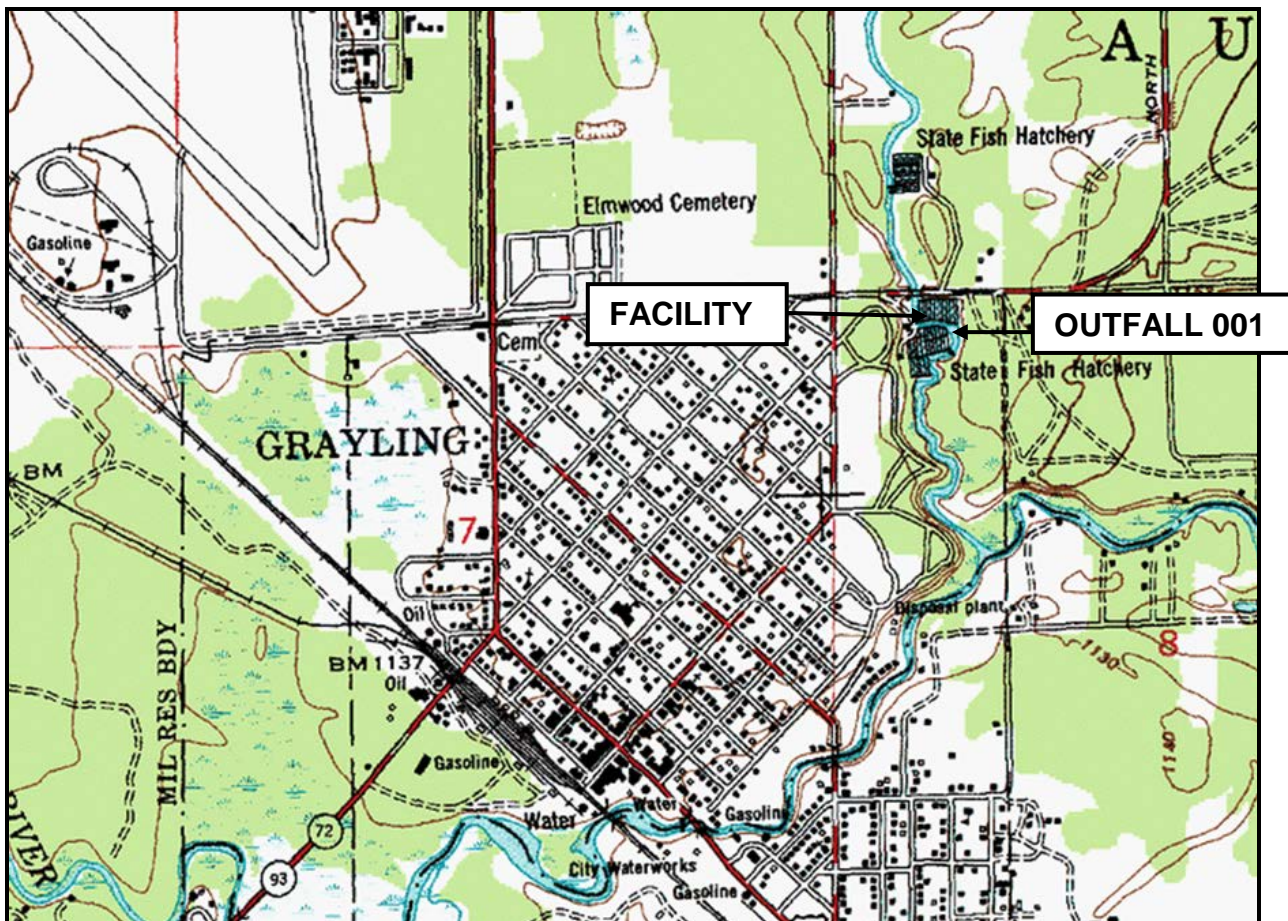 A U
NORTH
State Fish Hatchery
Elmwood Cemetery
Gasoline
FACILITY
OUTFALL 001
Cem
State Fish Hatchery
GRAYLING
BM
7
Oil
Disposal plant
8
1130
BM 1137
Oil
MIL RES BDY
1140
Gasoline
Water
Water
Gasoline
RIVER
72
93
City Waterworks
Gasoline